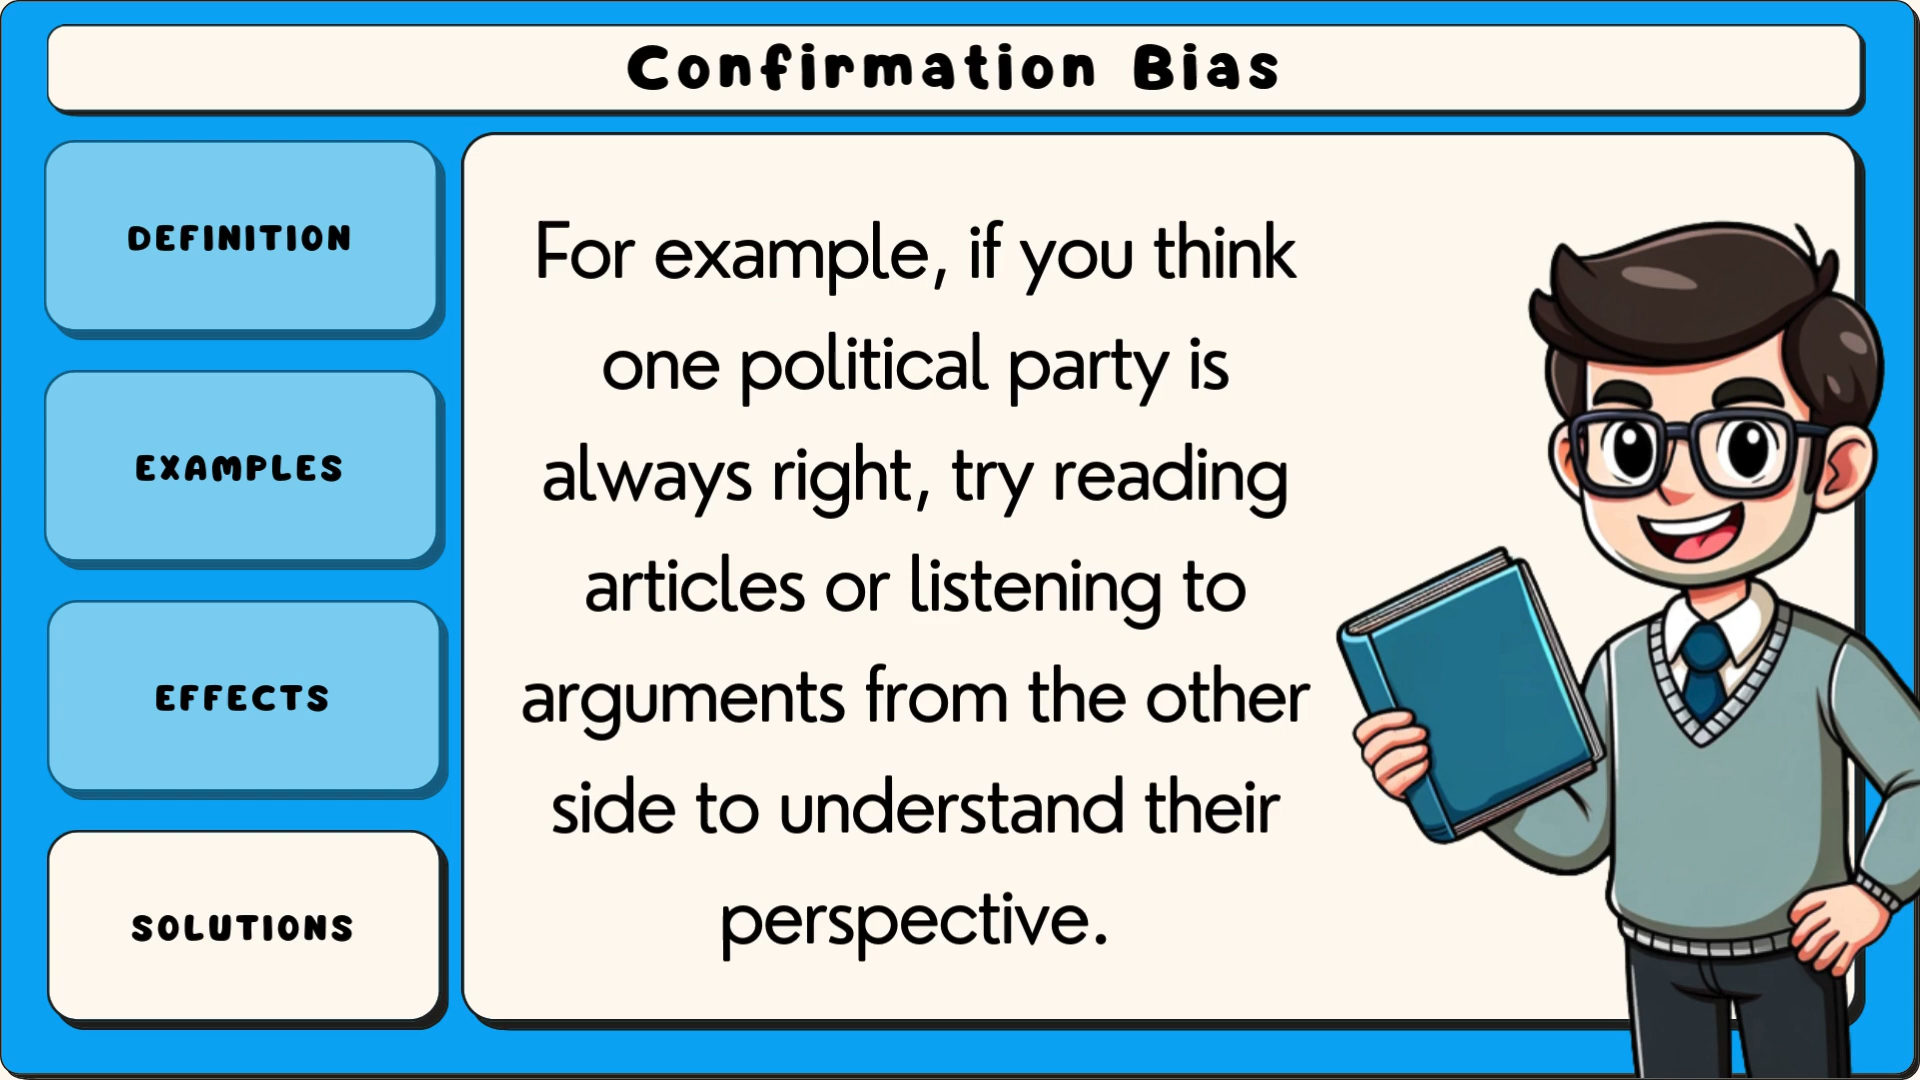 Confirmation Bias
DEFINITION
EXAMPLES
EFFECTS
SOLUTIONS
For example, if you think
one political party is
always right, try reading
articles or listening to
arguments from the other
side to understand their
perspective.